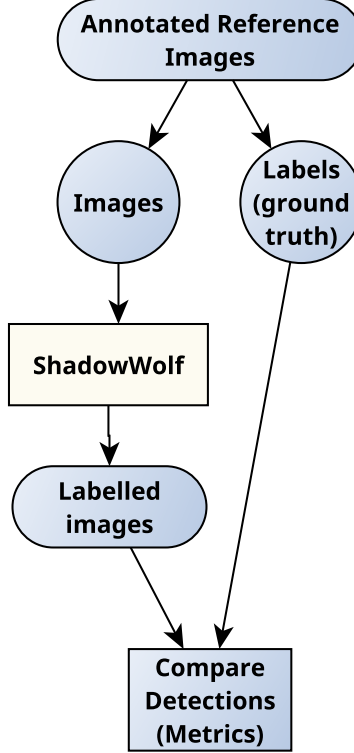 Annotated Reference
Images
Images
Labels
(ground
truth)
ShadowWolf
Labelled
images
Compare
Detections
(Metrics)